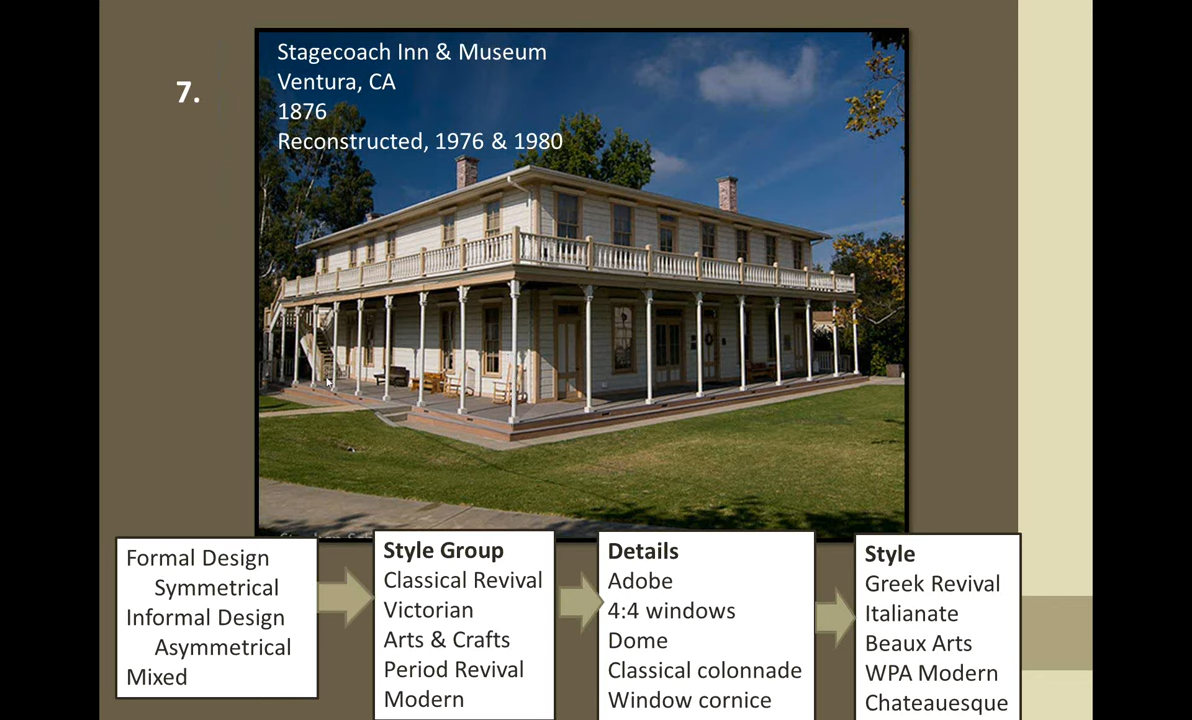 7.
Stagecoach Inn & Museum
Ventura, CA
1876
Reconstructed, 1976 & 1980
Formal Design
Symmetrical
Informal Design
Asymmetrical
Mixed
Style Group
Classical Revival
Victorian
Arts & Crafts
Period Revival
Modern
Details
Adobe
4:4 windows
Dome
Classical colonnade
Window cornice
Style
Greek Revival
Italianate
Beaux Arts
WPA Modern
Chateauesque